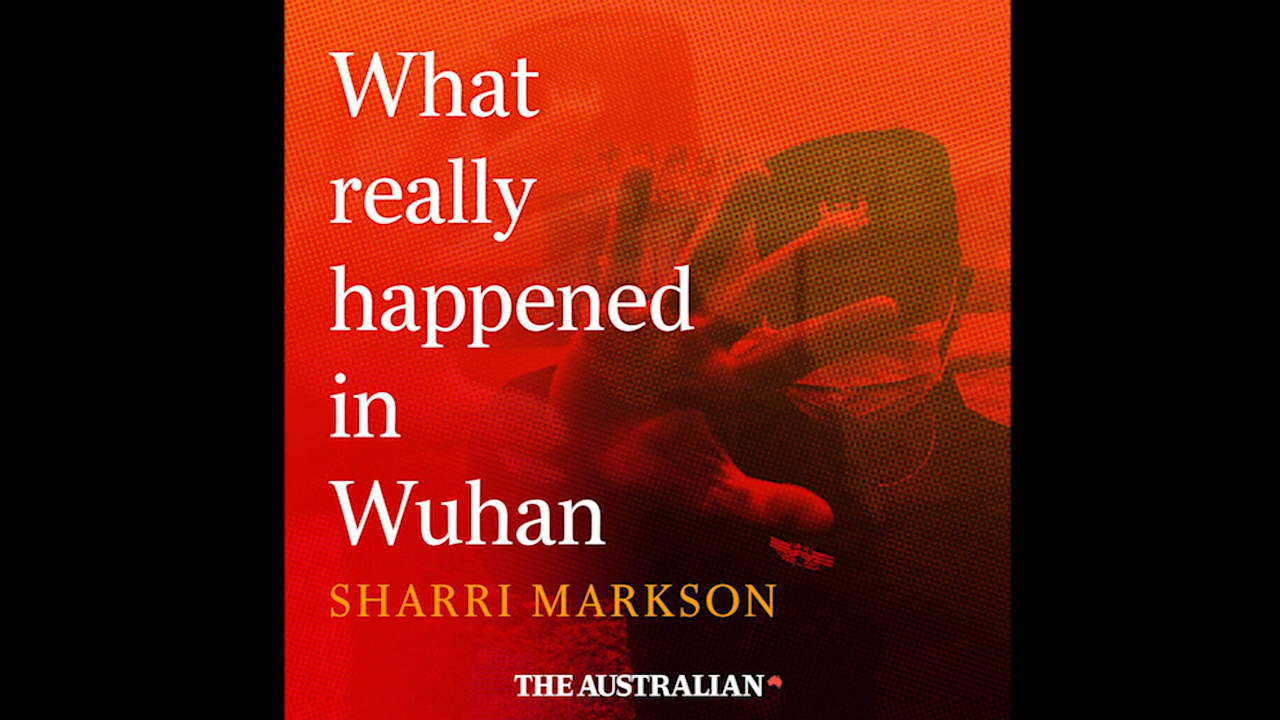 What
really
happened
in
Wuhan
SHARRI MARKSON
THE AUSTRALIAN